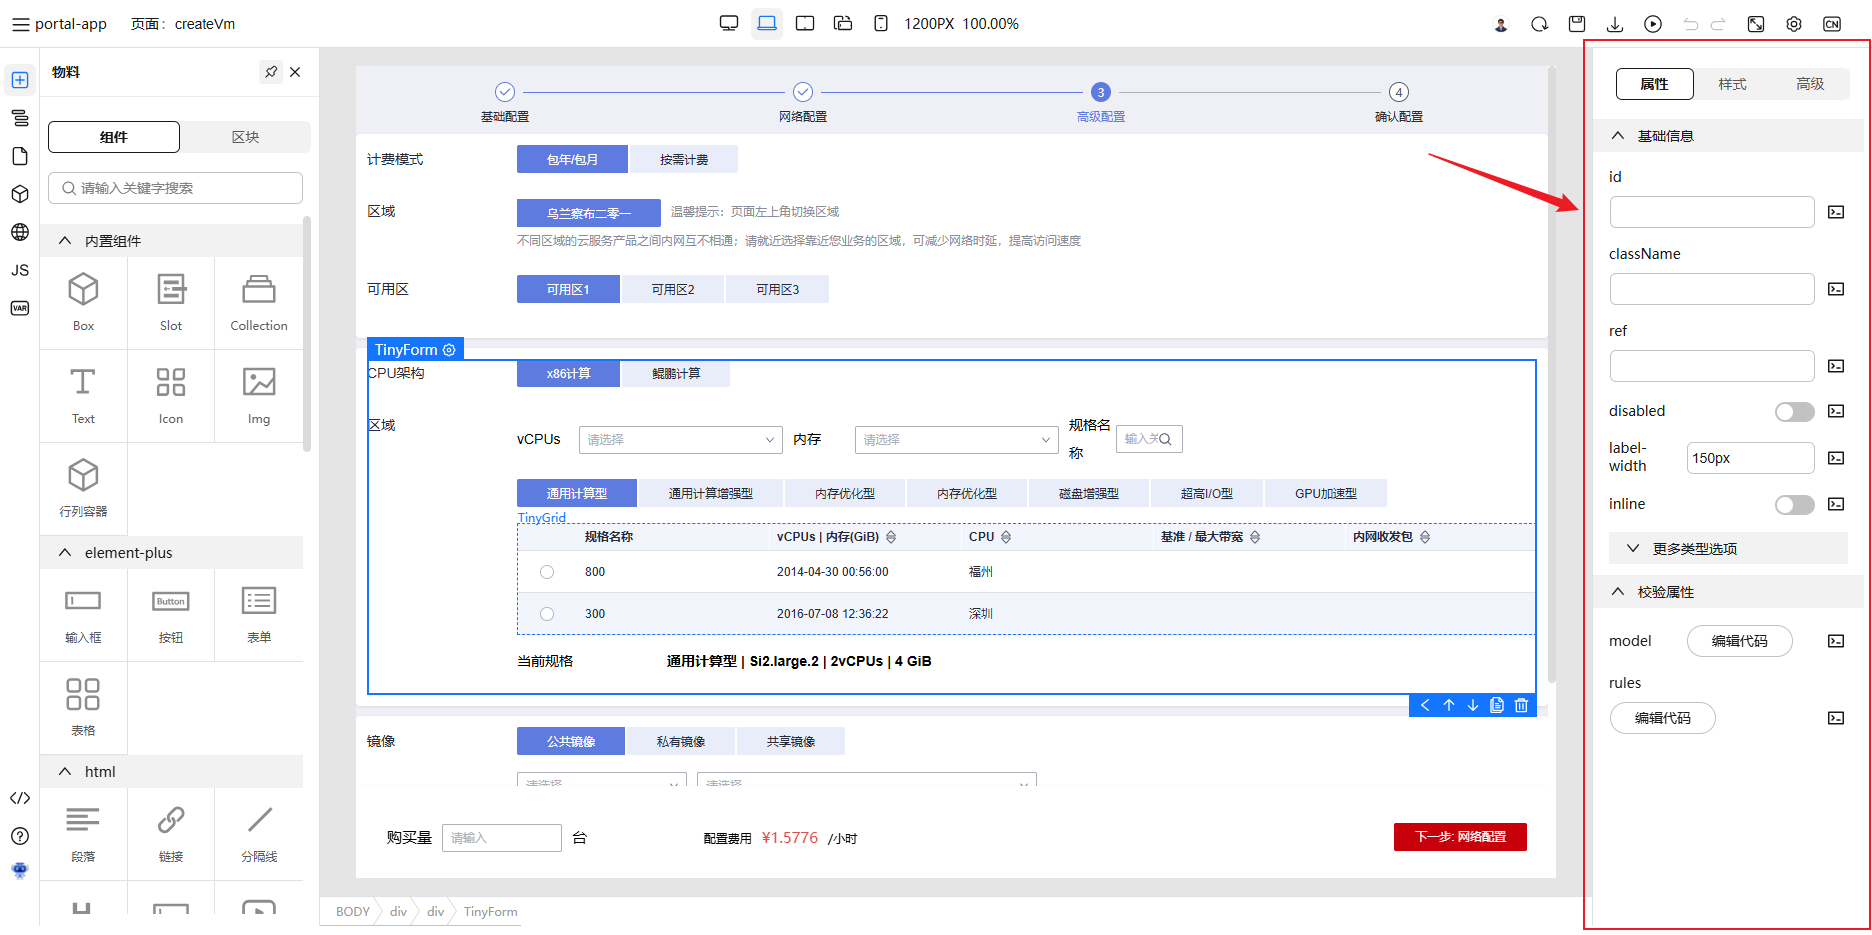 portal-app
页面：createVm
1200PX 100.00%
CN
物料
组件
区块
请输入关键字搜索
内置组件
Box
Slot
Collection
Text
Icon
Img
行列容器
element-plus
输入框
Button
按钮
表单
表格
html
段落
链接
分隔线
JS
VAR
基础配置
网络配置
3
高级配置
4
确认配置
计费模式
包年/包月
按需计费
区域
乌兰察布二零一
温馨提示：页面左上角切换区域
不同区域的云服务产品之间内网互不相通；请就近选择靠近您业务的区域，可减少网络时延，提高访问速度
可用区
可用区1
可用区2
可用区3
TinyForm
CPU架构
x86计算
鲲鹏计算
区域
vCPUs
请选择
内存
请选择
规格名称
输入关
通用计算型
通用计算增强型
内存优化型
内存优化型
磁盘增强型
超高I/O型
GPU加速型
TinyGrid
规格名称
vCPUs | 内存(GiB)
CPU
基准 / 最大带宽
内网收发包
800
2014-04-30 00:56:00
福州
300
2016-07-08 12:36:22
深圳
当前规格
通用计算型 | Si2.large.2 | 2vCPUs | 4 GiB
镜像
公共镜像
私有镜像
共享镜像
请选择
请选择
购买量
请输入
台
配置费用
¥1.5776
/小时
下一步: 网络配置
BODY
div
div
TinyForm
属性
样式
高级
基础信息
id
className
ref
disabled
label-
width
150px
inline
更多类型选项
校验属性
model
编辑代码
rules
编辑代码